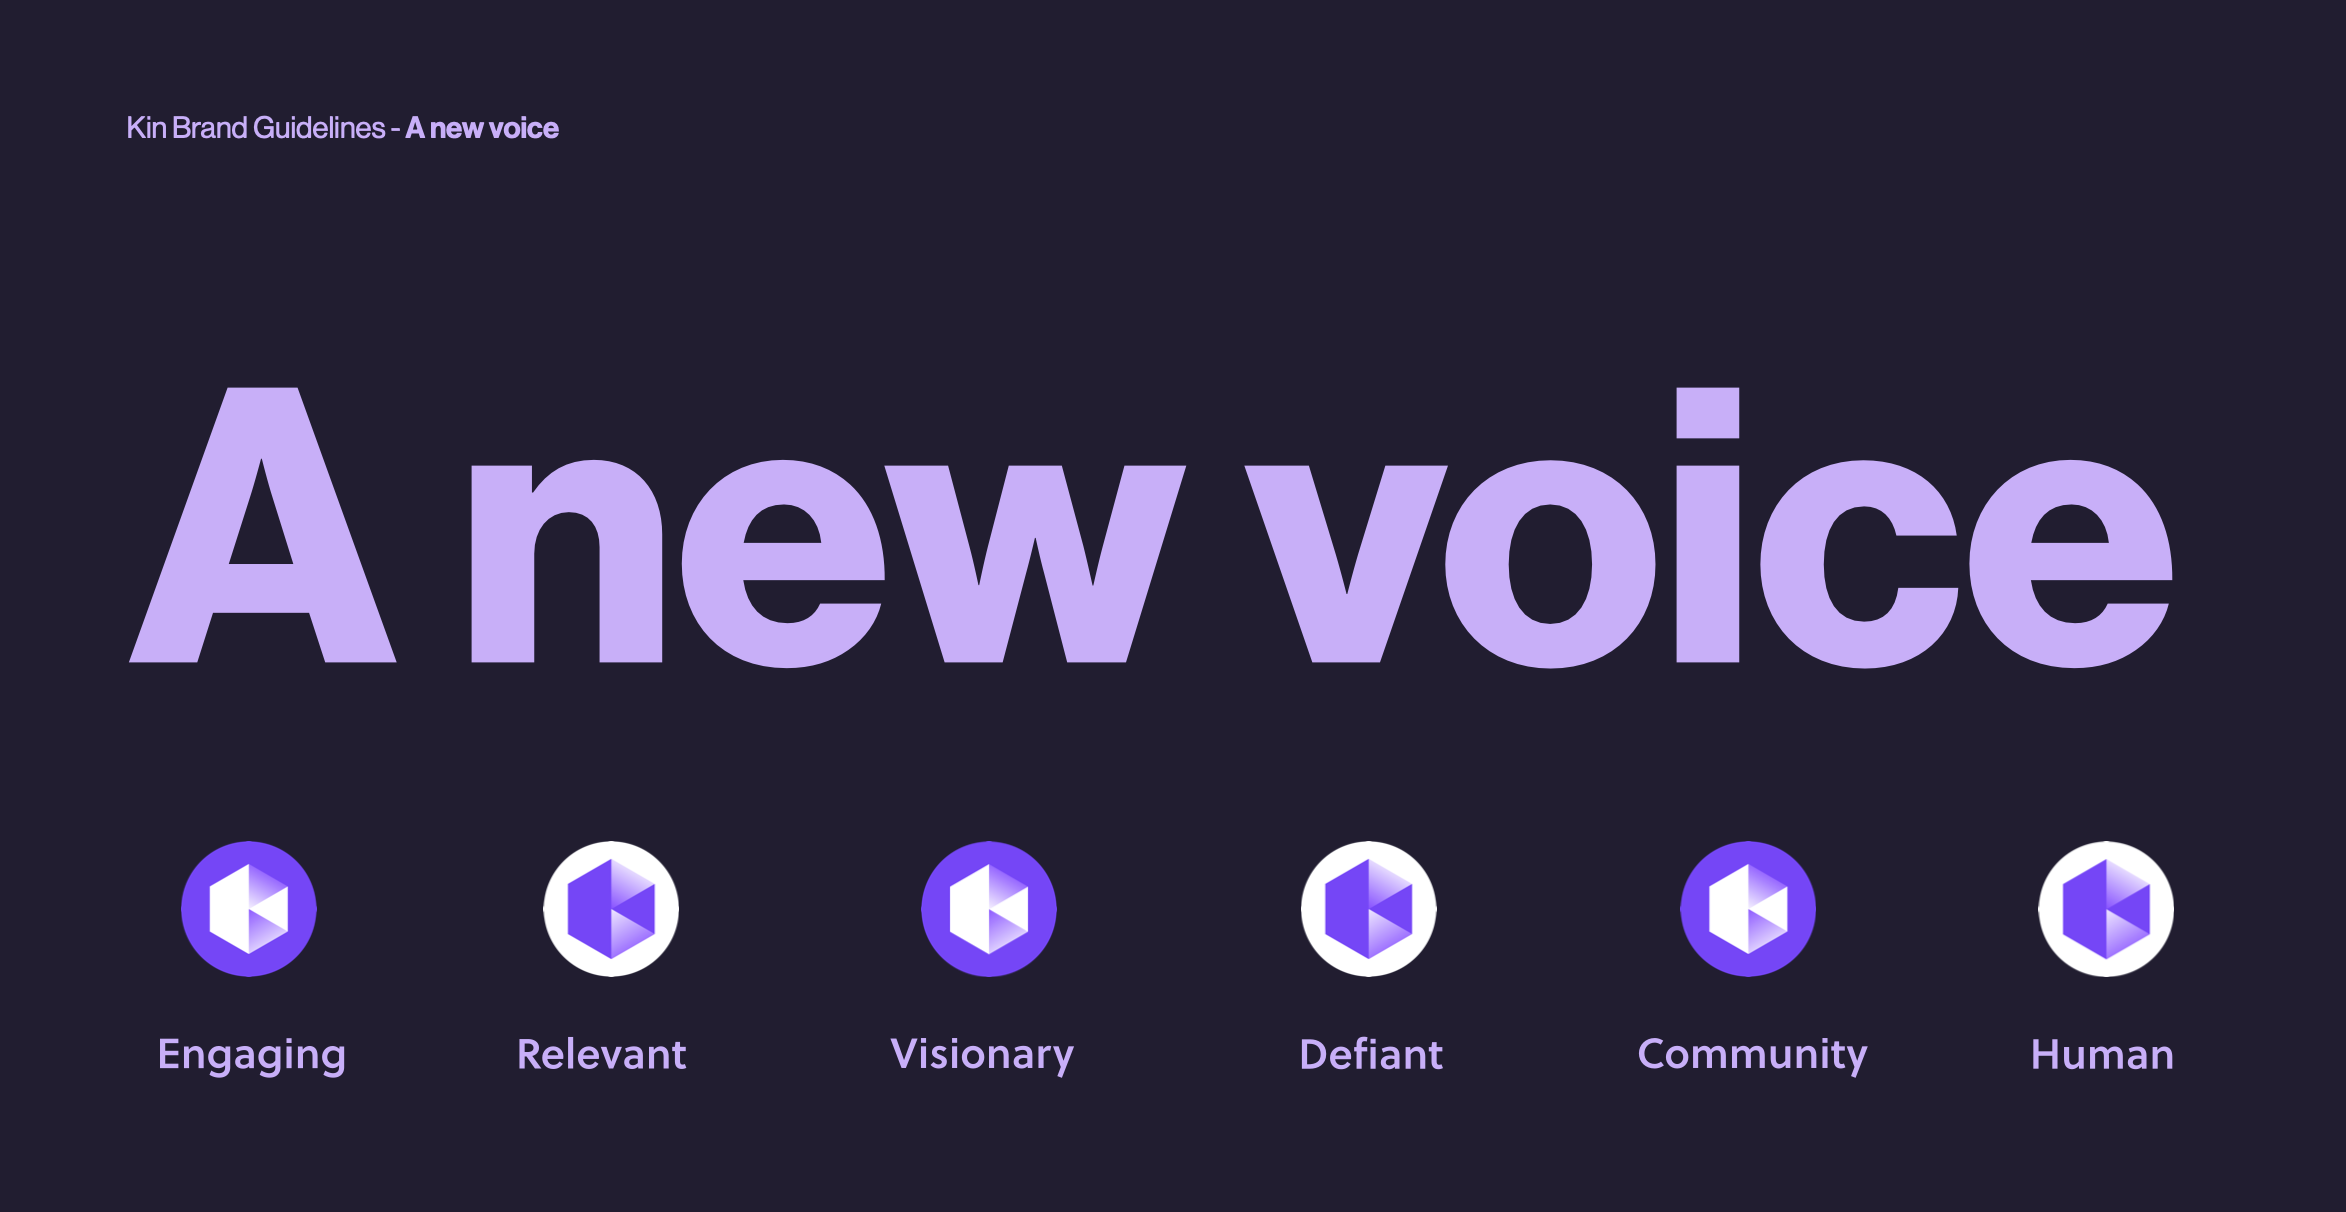 Kin Brand Guidelines - A new voice
A new voice
Engaging
Relevant
Visionary
Defiant
Community
Human